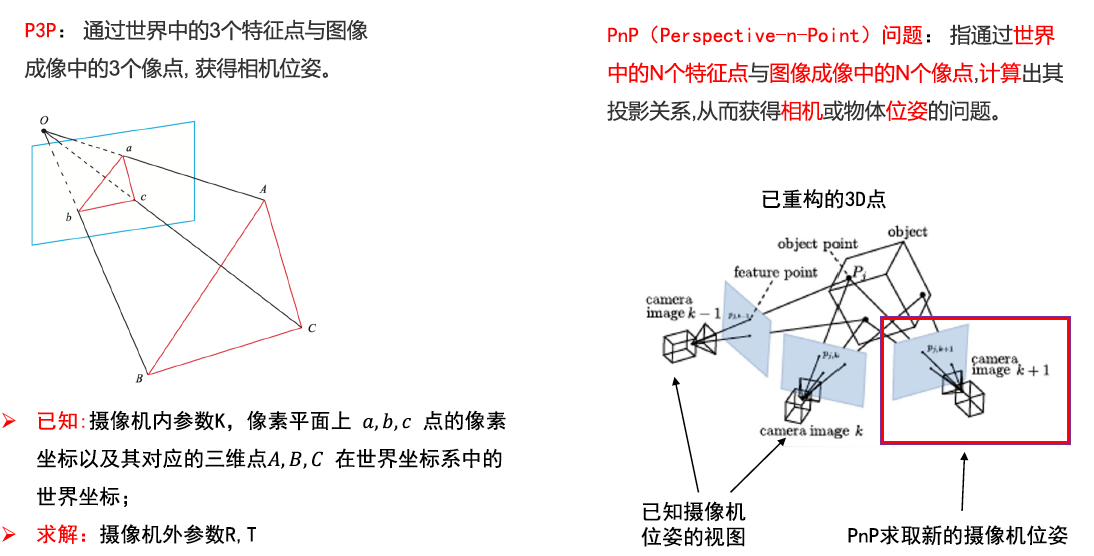 P3P： 通过世界中的3个特征点与图像
成像中的3个像点, 获得相机位姿。
O
a
A
c
b
C
B
➢ 已知:摄像机内参数K，像素平面上 a,b,c 点的像素
坐标以及其对应的三维点A,B,C 在世界坐标系中的
世界坐标；
➢ 求解：摄像机外参数R,T
PnP（Perspective-n-Point）问题： 指通过世界
中的N个特征点与图像成像中的N个像点,计算出其
投影关系,从而获得相机或物体位姿的问题。
已重构的3D点
object
object point
feature point
P_j
camera
image k − 1
p_{j,k-1}
p_{j,k}
p_{j,k+1}
camera
image k + 1
camera image k
已知摄像机
位姿的视图
PnP求取新的摄像机位姿